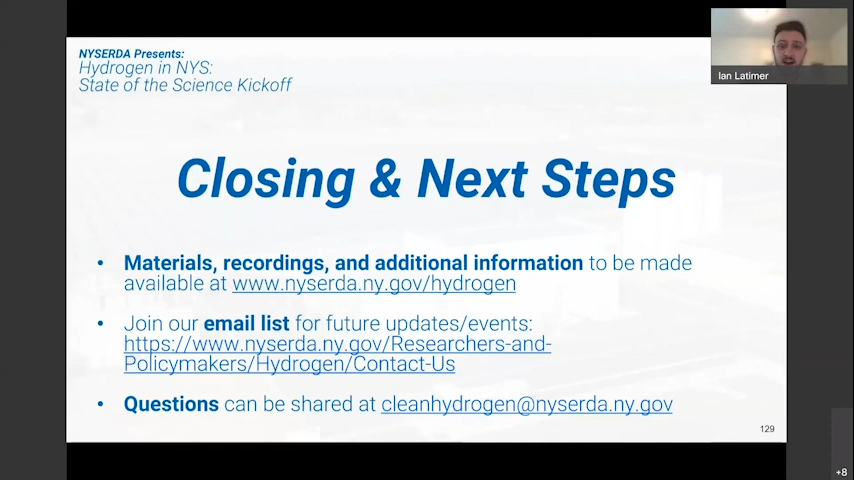 NYSERDA Presents:
Hydrogen in NYS:
State of the Science Kickoff
Ian Latimer
Closing & Next Steps
• Materials, recordings, and additional information to be made
available at www.nyserda.ny.gov/hydrogen
• Join our email list for future updates/events:
https://www.nyserda.ny.gov/Researchers-and-
Policymakers/Hydrogen/Contact-Us
• Questions can be shared at cleanhydrogen@nyserda.ny.gov
129
+8